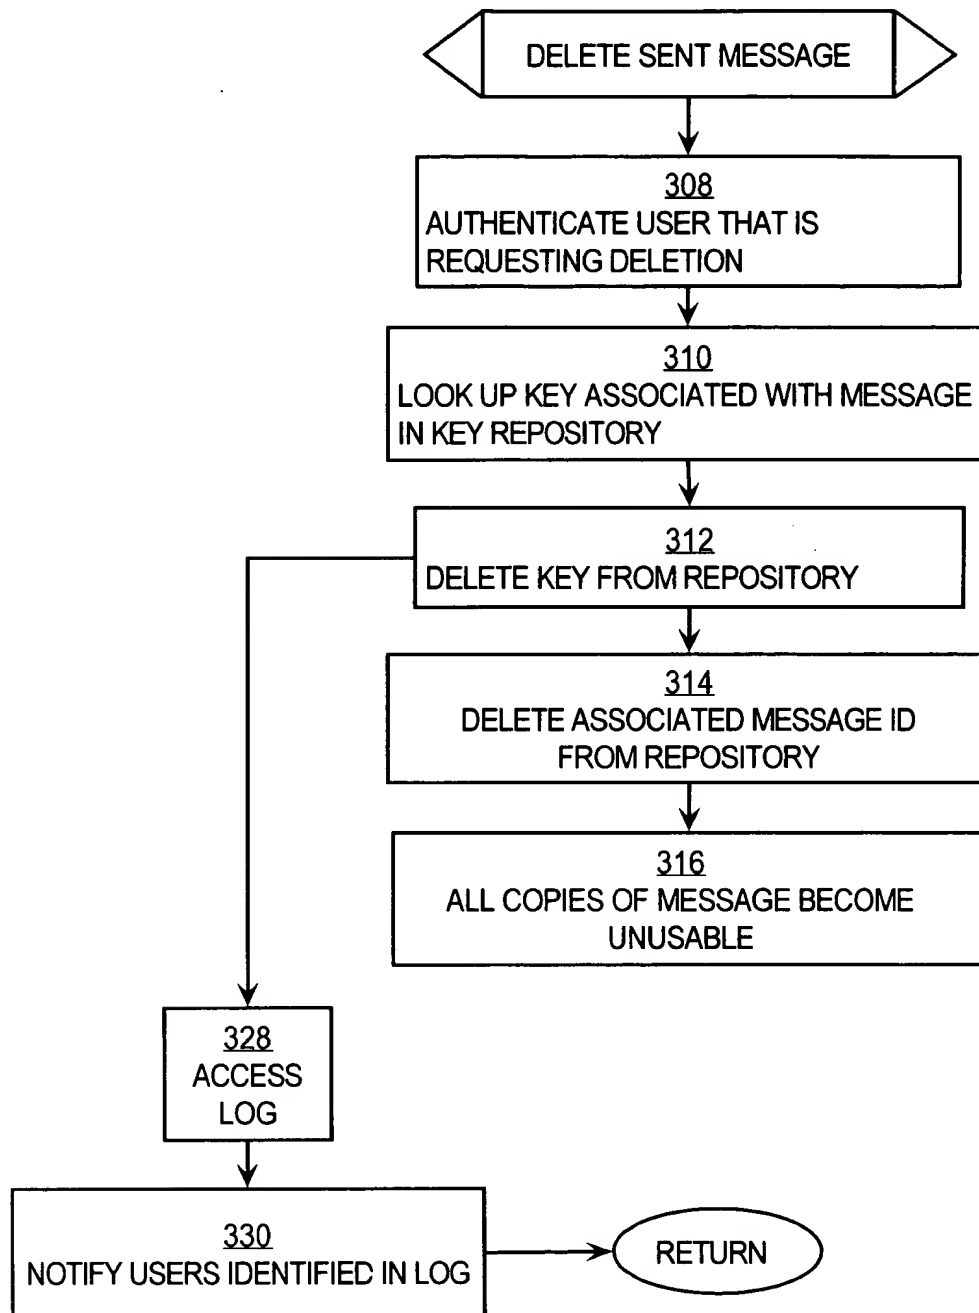 DELETE SENT MESSAGE
308
AUTHENTICATE USER THAT IS
REQUESTING DELETION
310
LOOK UP KEY ASSOCIATED WITH MESSAGE
IN KEY REPOSITORY
312
DELETE KEY FROM REPOSITORY
314
DELETE ASSOCIATED MESSAGE ID
FROM REPOSITORY
316
ALL COPIES OF MESSAGE BECOME
UNUSABLE
328
ACCESS
LOG
330
NOTIFY USERS IDENTIFIED IN LOG
RETURN